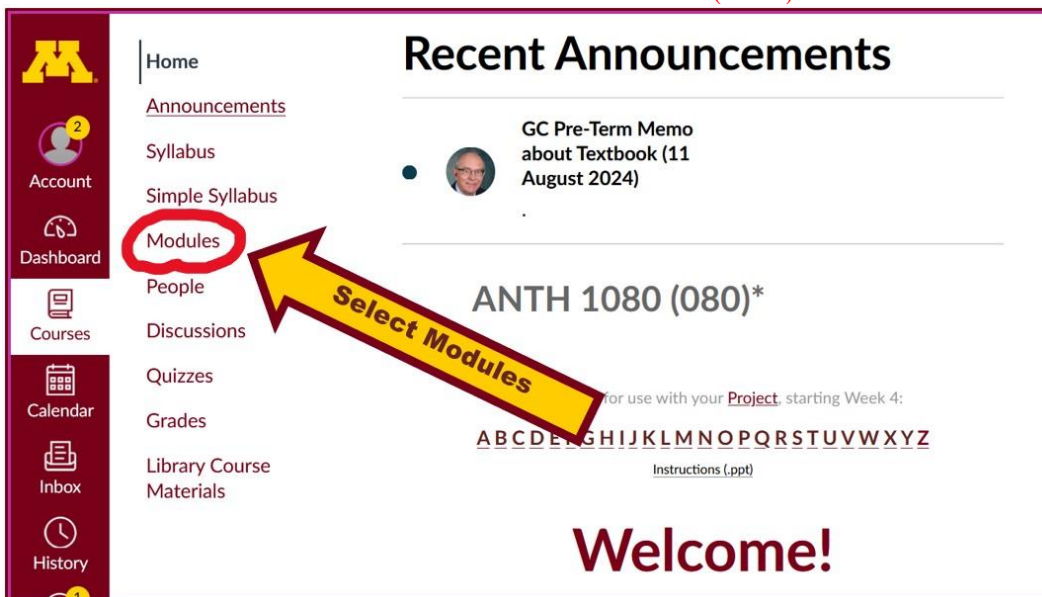 M
2
Account
Dashboard
Courses
Calendar
Inbox
History
1
Home
Announcements
Syllabus
Simple Syllabus
Modules
People
Discussions
Quizzes
Grades
Library Course
Materials
Recent Announcements
GC Pre-Term Memo
about Textbook (11
August 2024)
.
Select Modules
ANTH 1080 (080)*
for use with your Project, starting Week 4:
A B C D E F G H I J K L M N O P Q R S T U V W X Y Z
Instructions (.ppt)
Welcome!